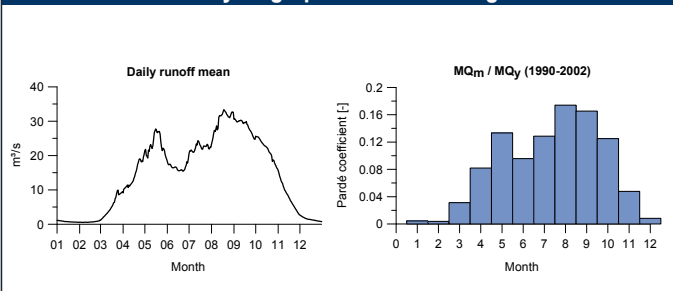 Daily runoff mean
40
30
20
10
0
m³/s
01 02 03 04 05 06 07 08 09 10 11 12
Month
MQm / MQy (1990-2002)
0.2
0.16
0.12
0.08
0.04
0
Pardé coefficient [-]
0 1 2 3 4 5 6 7 8 9 10 11 12
Month